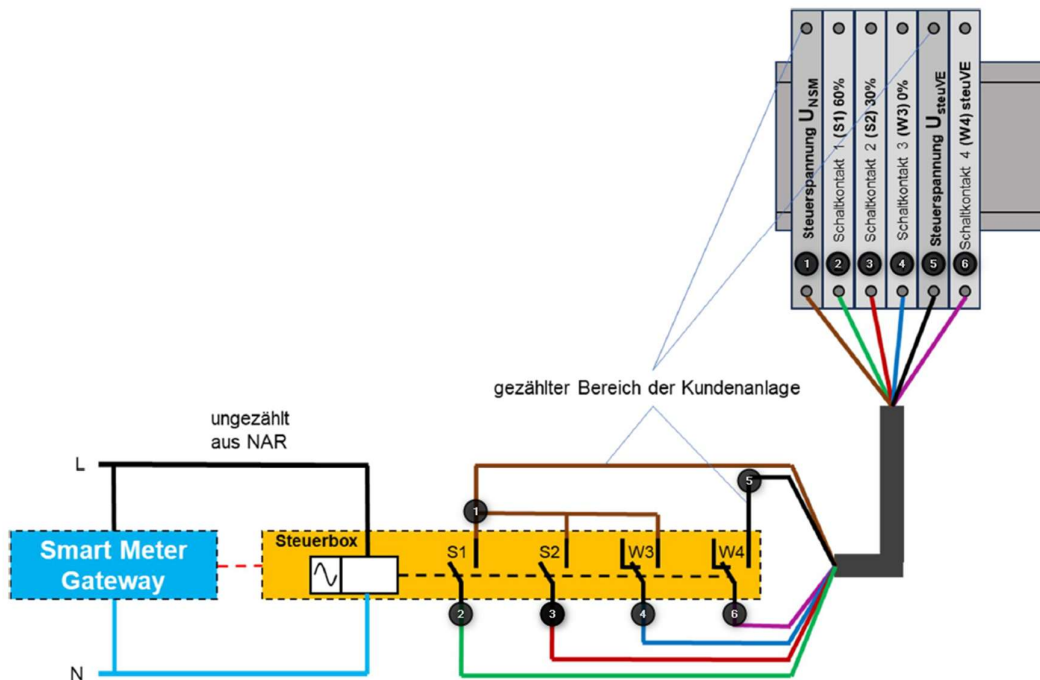 Steuerspannung UNSM
Schaltkontakt 1 (S1) 60%
Schaltkontakt 2 (S2) 30%
Schaltkontakt 3 (W3) 0%
Steuerspannung UsteuVE
Schaltkontakt 4 (W4) steuVE
1
2
3
4
5
6
gezählter Bereich der Kundenanlage
ungezählt
aus NAR
L
5
1
Steuerbox
S1
S2
W3
W4
Smart Meter
Gateway
2
3
4
6
N